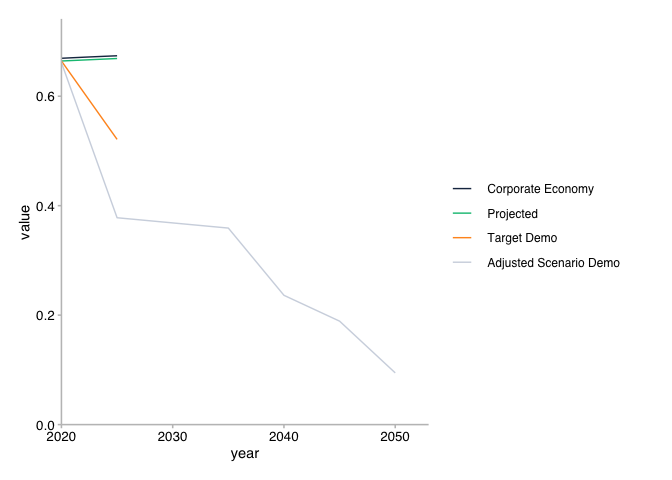 value
0.6
0.4
0.2
0.0
2020 2030 2040 2050
year
Corporate Economy
Projected
Target Demo
Adjusted Scenario Demo